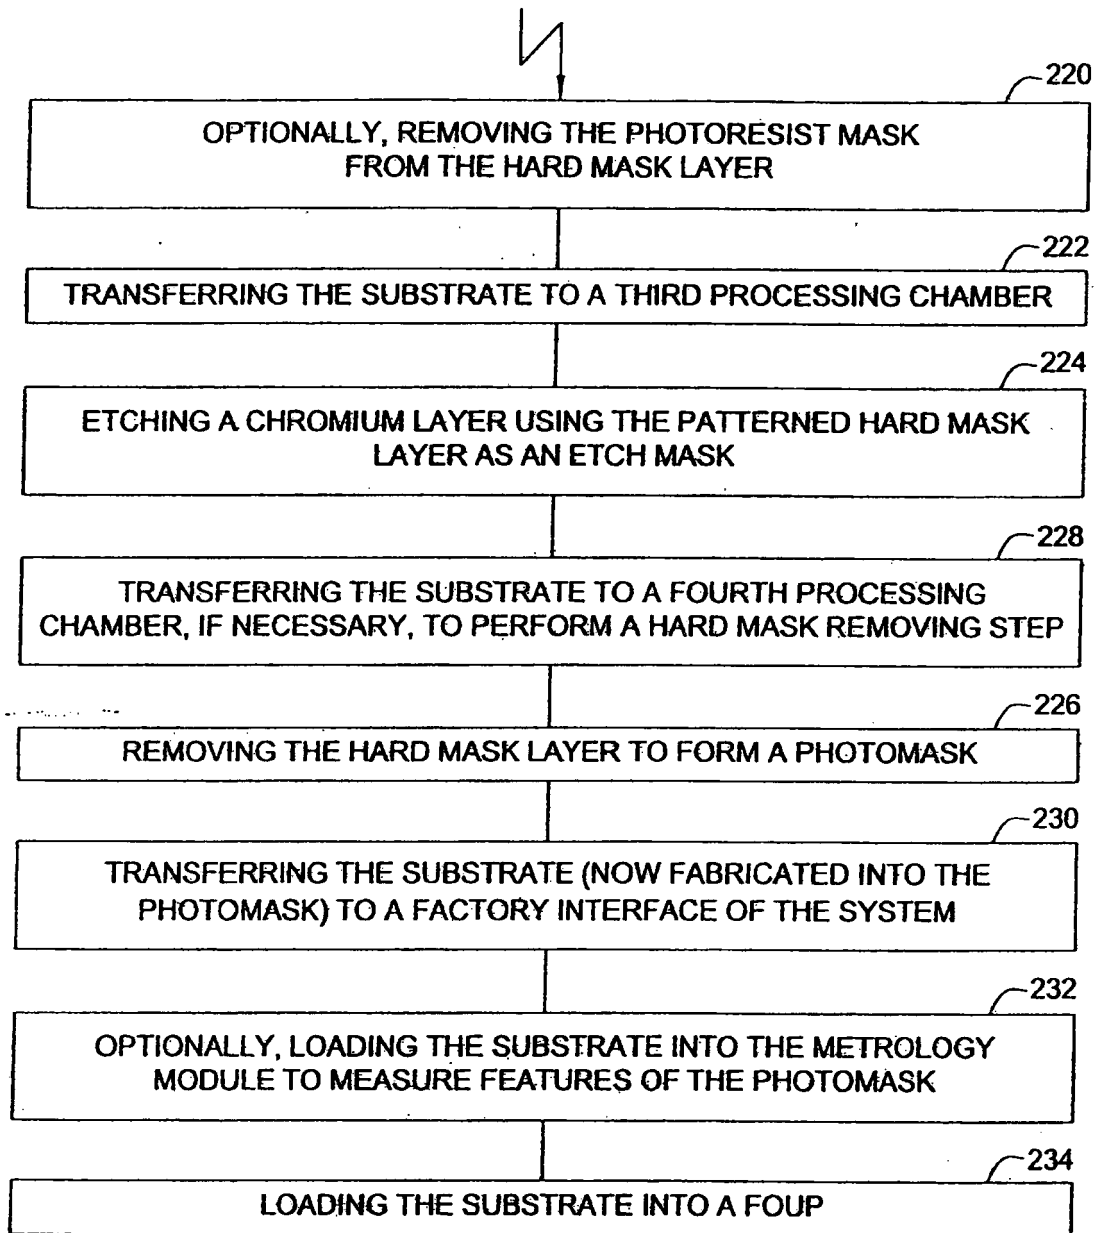 220
OPTIONALLY, REMOVING THE PHOTORESIST MASK
FROM THE HARD MASK LAYER
222
TRANSFERRING THE SUBSTRATE TO A THIRD PROCESSING CHAMBER
224
ETCHING A CHROMIUM LAYER USING THE PATTERNED HARD MASK
LAYER AS AN ETCH MASK
228
TRANSFERRING THE SUBSTRATE TO A FOURTH PROCESSING
CHAMBER, IF NECESSARY, TO PERFORM A HARD MASK REMOVING STEP
226
REMOVING THE HARD MASK LAYER TO FORM A PHOTOMASK
230
TRANSFERRING THE SUBSTRATE (NOW FABRICATED INTO THE
PHOTOMASK) TO A FACTORY INTERFACE OF THE SYSTEM
232
OPTIONALLY, LOADING THE SUBSTRATE INTO THE METROLOGY
MODULE TO MEASURE FEATURES OF THE PHOTOMASK
234
LOADING THE SUBSTRATE INTO A FOUP